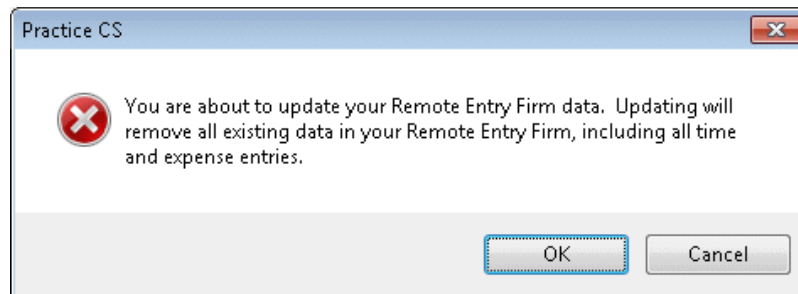 Practice CS
You are about to update your Remote Entry Firm data.  Updating will
remove all existing data in your Remote Entry Firm, including all time
and expense entries.
OK
Cancel